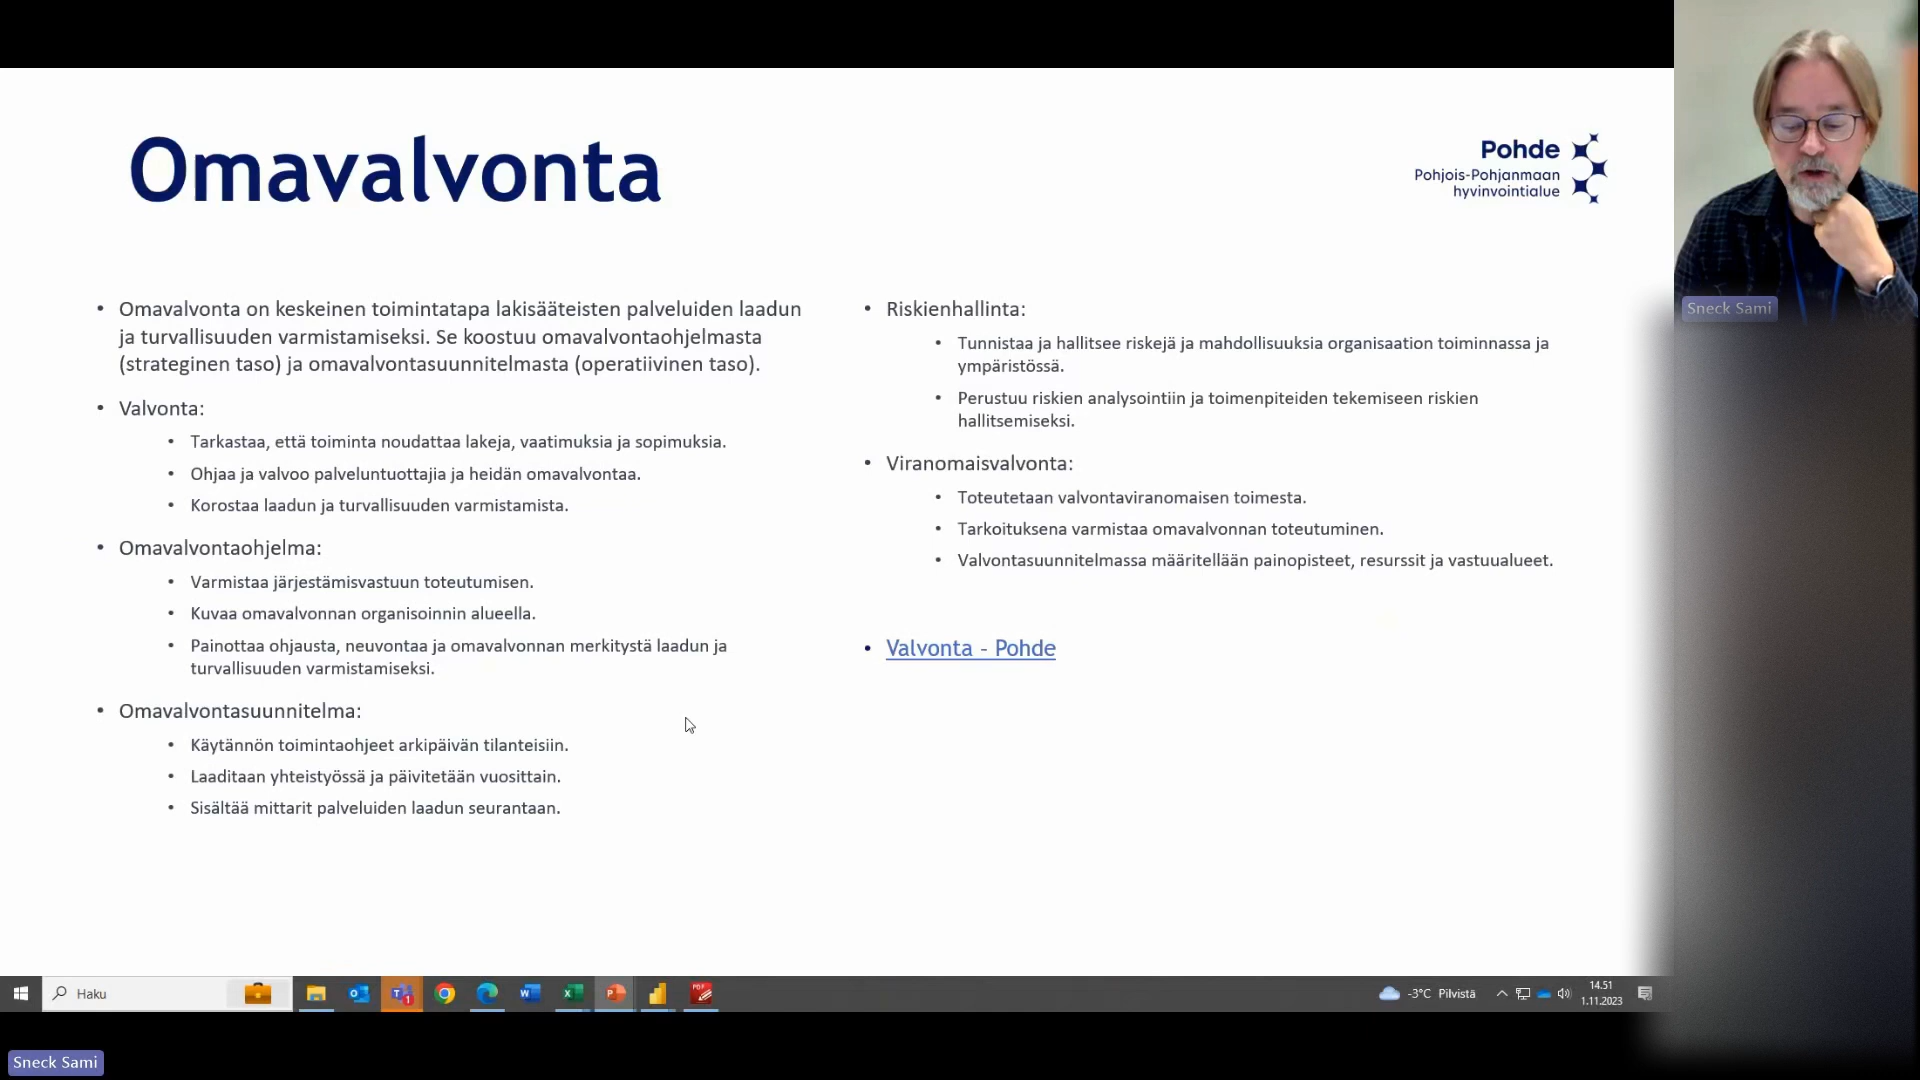 Omavalvonta
Pohde
Pohjois-Pohjanmaan
hyvinvointialue
• Omavalvonta on keskeinen toimintatapa lakisääteisten palveluiden laadun
ja turvallisuuden varmistamiseksi. Se koostuu omavalvontaohjelmasta
(strateginen taso) ja omavalvontasuunnitelmasta (operatiivinen taso).
• Valvonta:
• Tarkastaa, että toiminta noudattaa lakeja, vaatimuksia ja sopimuksia.
• Ohjaa ja valvoo palveluntuottajia ja heidän omavalvontaa.
• Korostaa laadun ja turvallisuuden varmistamista.
• Omavalvontaohjelma:
• Varmistaa järjestämisvastuun toteutumisen.
• Kuvaa omavalvonnan organisoinnin alueella.
• Painottaa ohjausta, neuvontaa ja omavalvonnan merkitystä laadun ja
turvallisuuden varmistamiseksi.
• Omavalvontasuunnitelma:
• Käytännön toimintaohjeet arkipäivän tilanteisiin.
• Laaditaan yhteistyössä ja päivitetään vuosittain.
• Sisältää mittarit palveluiden laadun seurantaan.
• Riskienhallinta:
• Tunnistaa ja hallitsee riskejä ja mahdollisuuksia organisaation toiminnassa ja
ympäristössä.
• Perustuu riskien analysointiin ja toimenpiteiden tekemiseen riskien
hallitsemiseksi.
• Viranomaisvalvonta:
• Toteutetaan valvontaviranomaisen toimesta.
• Tarkoituksena varmistaa omavalvonnan toteutuminen.
• Valvontasuunnitelmassa määritellään painopisteet, resurssit ja vastuualueet.
• Valvonta - Pohde
Sneck Sami
Haku
-3°C Pilvistä
14.51
1.11.2023
Sneck Sami